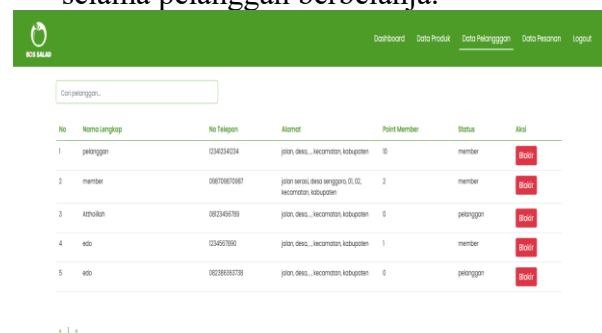 selama pelanggan berbelanja.
BOS SALAD
Dashboard Data Produk Data Pelangggan Data Pesanan Logout
Cari pelanggan...
No Nama Lengkap No Telepon Alamat Point Member Status Aksi
1 pelanggan 123412341234 jalan, desa, , , kecamatan, kabupaten 10 member Blokir
2 member 098709870987 jalan serasi, desa senggoro, 01, 02, kecamatan, kabupaten 2 member Blokir
3 Atthoillah 08123456789 jalan, desa, , , kecamatan, kabupaten 0 pelanggan Blokir
4 edo 1234567890 jalan, desa, , , kecamatan, kabupaten 1 member Blokir
5 edo 082386363738 jalan, desa, , , kecamatan, kabupaten 0 pelanggan Blokir
« 1 »